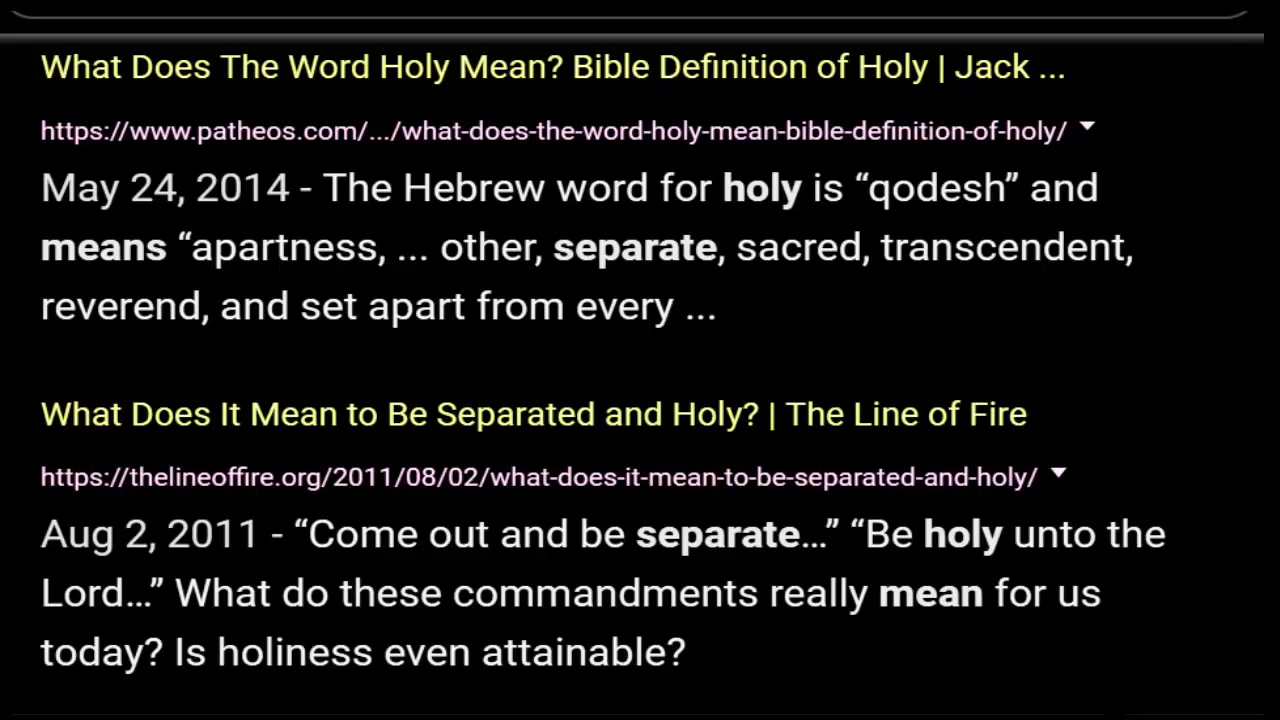 What Does The Word Holy Mean? Bible Definition of Holy | Jack ...
https://www.patheos.com/.../what-does-the-word-holy-mean-bible-definition-of-holy/
May 24, 2014 - The Hebrew word for holy is “qodesh” and
means “apartness, ... other, separate, sacred, transcendent,
reverend, and set apart from every ...
What Does It Mean to Be Separated and Holy? | The Line of Fire
https://thelineoffire.org/2011/08/02/what-does-it-mean-to-be-separated-and-holy/
Aug 2, 2011 - “Come out and be separate...” “Be holy unto the
Lord...” What do these commandments really mean for us
today? Is holiness even attainable?